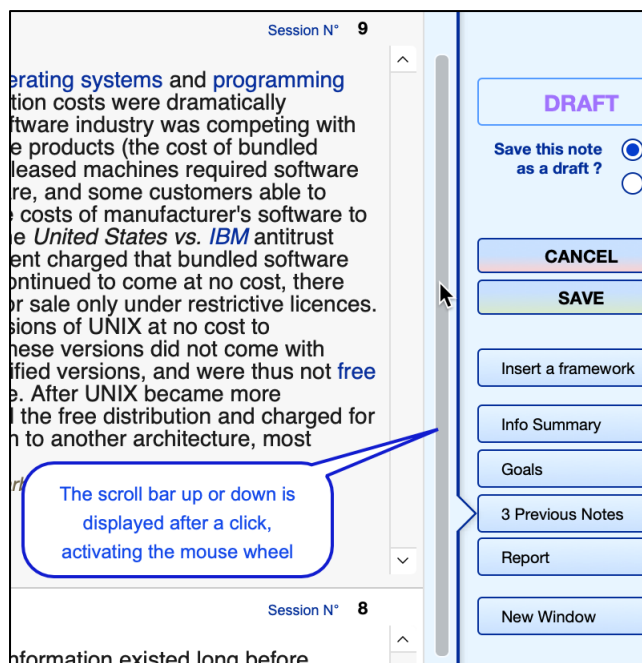 Session N° 9
erating systems and programming
tion costs were dramatically
ftware industry was competing with
e products (the cost of bundled
leased machines required software
re, and some customers able to
costs of manufacturer's software to
e United States vs. IBM antitrust
ent charged that bundled software
ontinued to come at no cost, there
or sale only under restrictive licences.
sions of UNIX at no cost to
hese versions did not come with
ified versions, and were thus not free
e. After UNIX became more
l the free distribution and charged for
n to another architecture, most
The scroll bar up or down is
displayed after a click,
activating the mouse wheel
Session N° 8
nformation existed long before
DRAFT
Save this note
as a draft ?
CANCEL
SAVE
Insert a framework
Info Summary
Goals
3 Previous Notes
Report
New Window